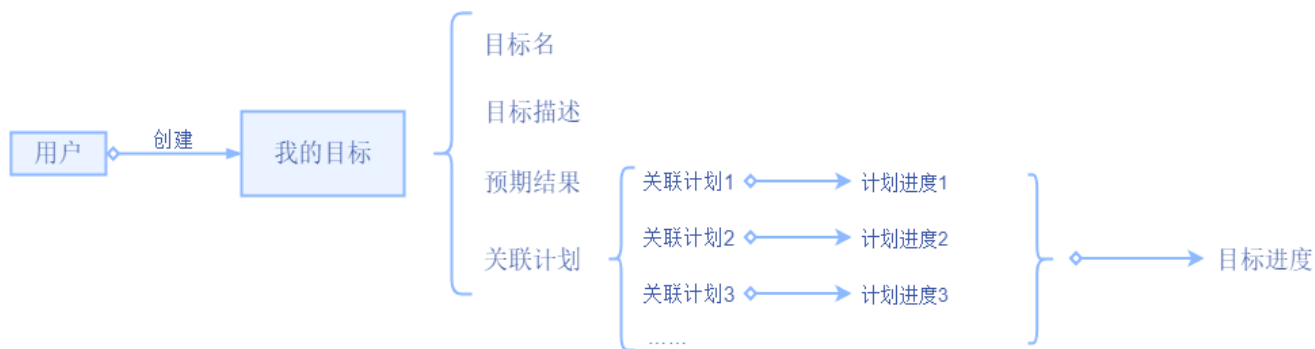 用户
创建
我的目标
目标名
目标描述
预期结果
关联计划
关联计划1
计划进度1
关联计划2
计划进度2
关联计划3
计划进度3
……
目标进度